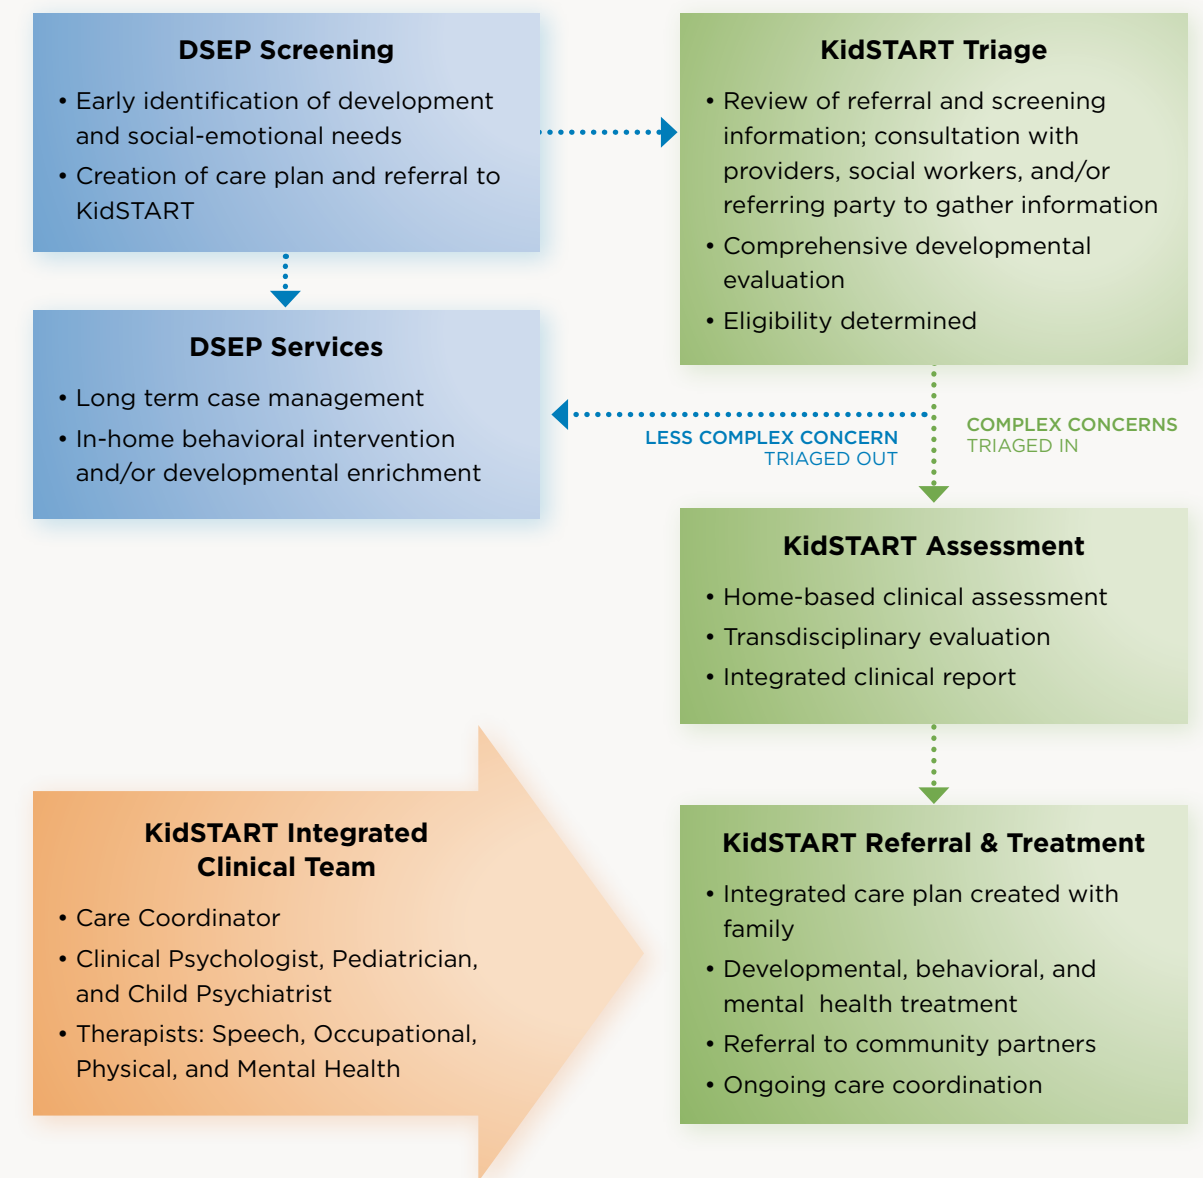 DSEP Screening
• Early identification of development
and social-emotional needs
• Creation of care plan and referral to
KidSTART
KidSTART Triage
• Review of referral and screening
information; consultation with
providers, social workers, and/or
referring party to gather information
• Comprehensive developmental
evaluation
• Eligibility determined
DSEP Services
• Long term case management
• In-home behavioral intervention
and/or developmental enrichment
LESS COMPLEX CONCERN
TRIAGED OUT
COMPLEX CONCERNS
TRIAGED IN
KidSTART Assessment
• Home-based clinical assessment
• Transdisciplinary evaluation
• Integrated clinical report
KidSTART Integrated
Clinical Team
• Care Coordinator
• Clinical Psychologist, Pediatrician,
and Child Psychiatrist
• Therapists: Speech, Occupational,
Physical, and Mental Health
KidSTART Referral & Treatment
• Integrated care plan created with
family
• Developmental, behavioral, and
mental  health treatment
• Referral to community partners
• Ongoing care coordination